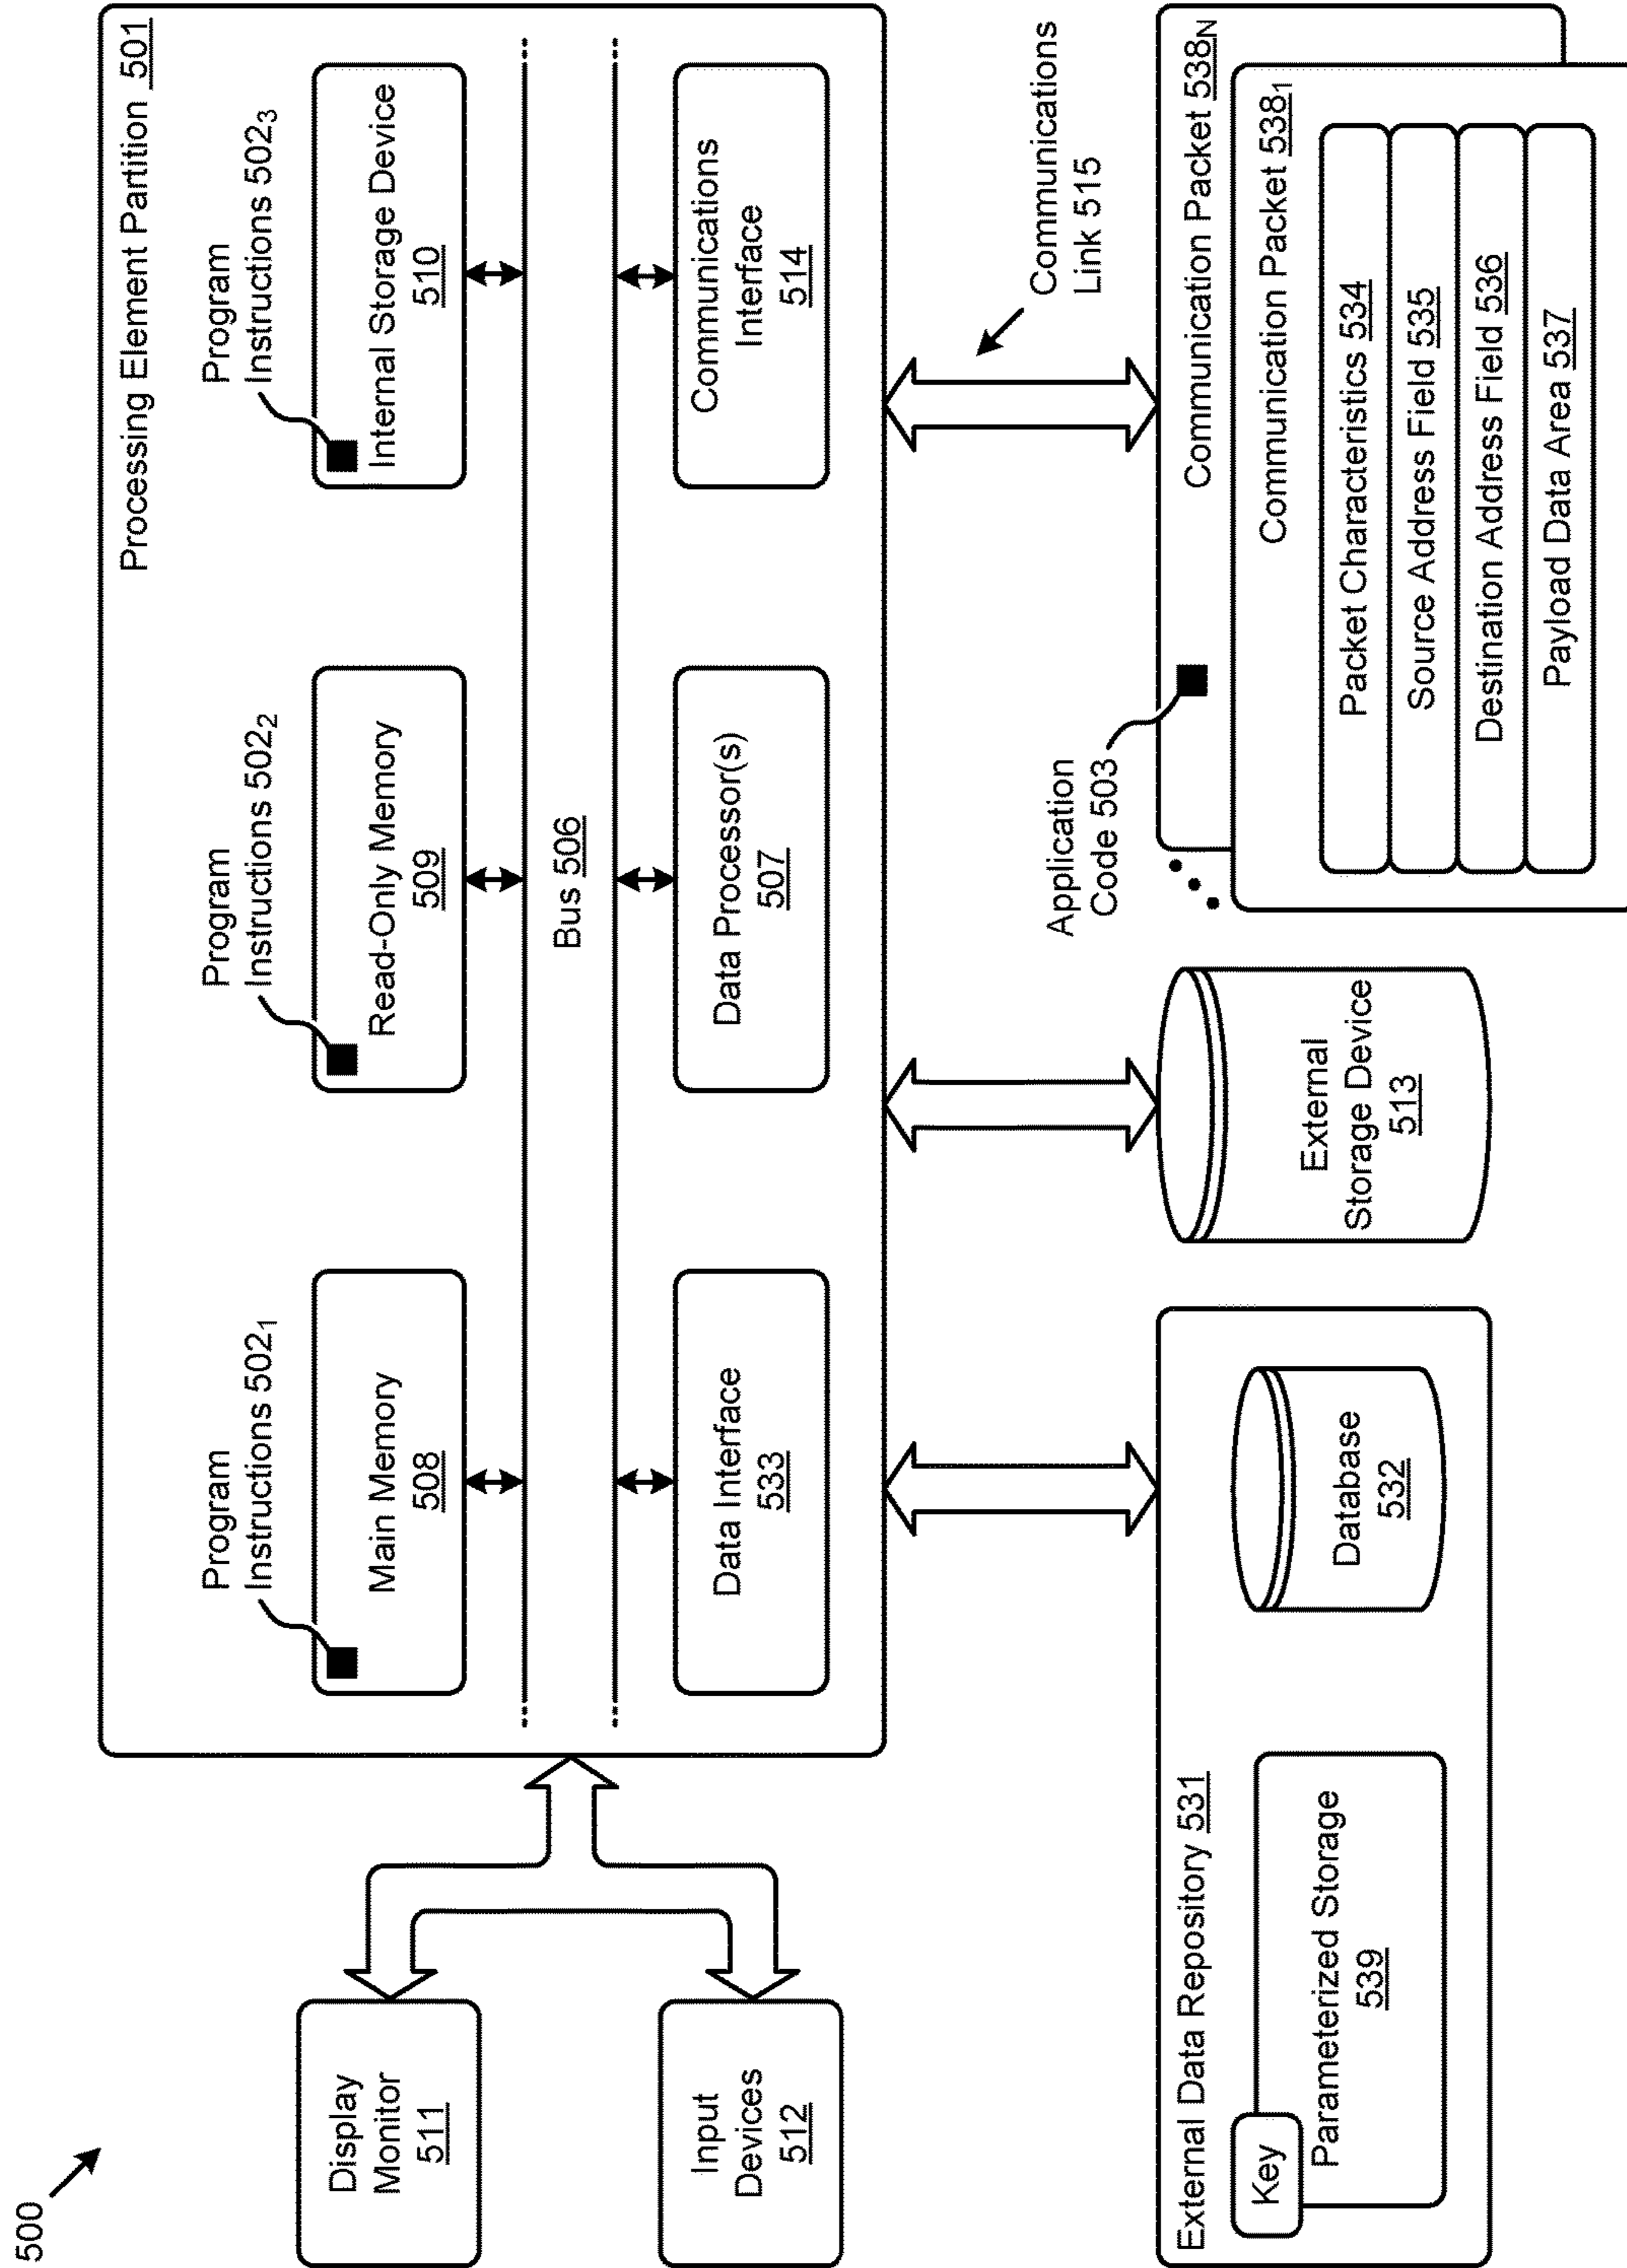 500
Processing Element Partition 501
Program
Instructions 502₁
Program
Instructions 502₂
Program
Instructions 502₃
Main Memory
508
Read-Only Memory
509
Internal Storage Device
510
Display
Monitor
511
Bus 506
Input
Devices
512
Data Interface
533
Data Processor(s)
507
Communications
Interface
514
Communications
Link 515
Application
Code 503
External Data Repository 531
Key
Parameterized Storage
539
Database
532
External
Storage Device
513
Communication Packet 538N
Communication Packet 538₁
Packet Characteristics 534
Source Address Field 535
Destination Address Field 536
Payload Data Area 537